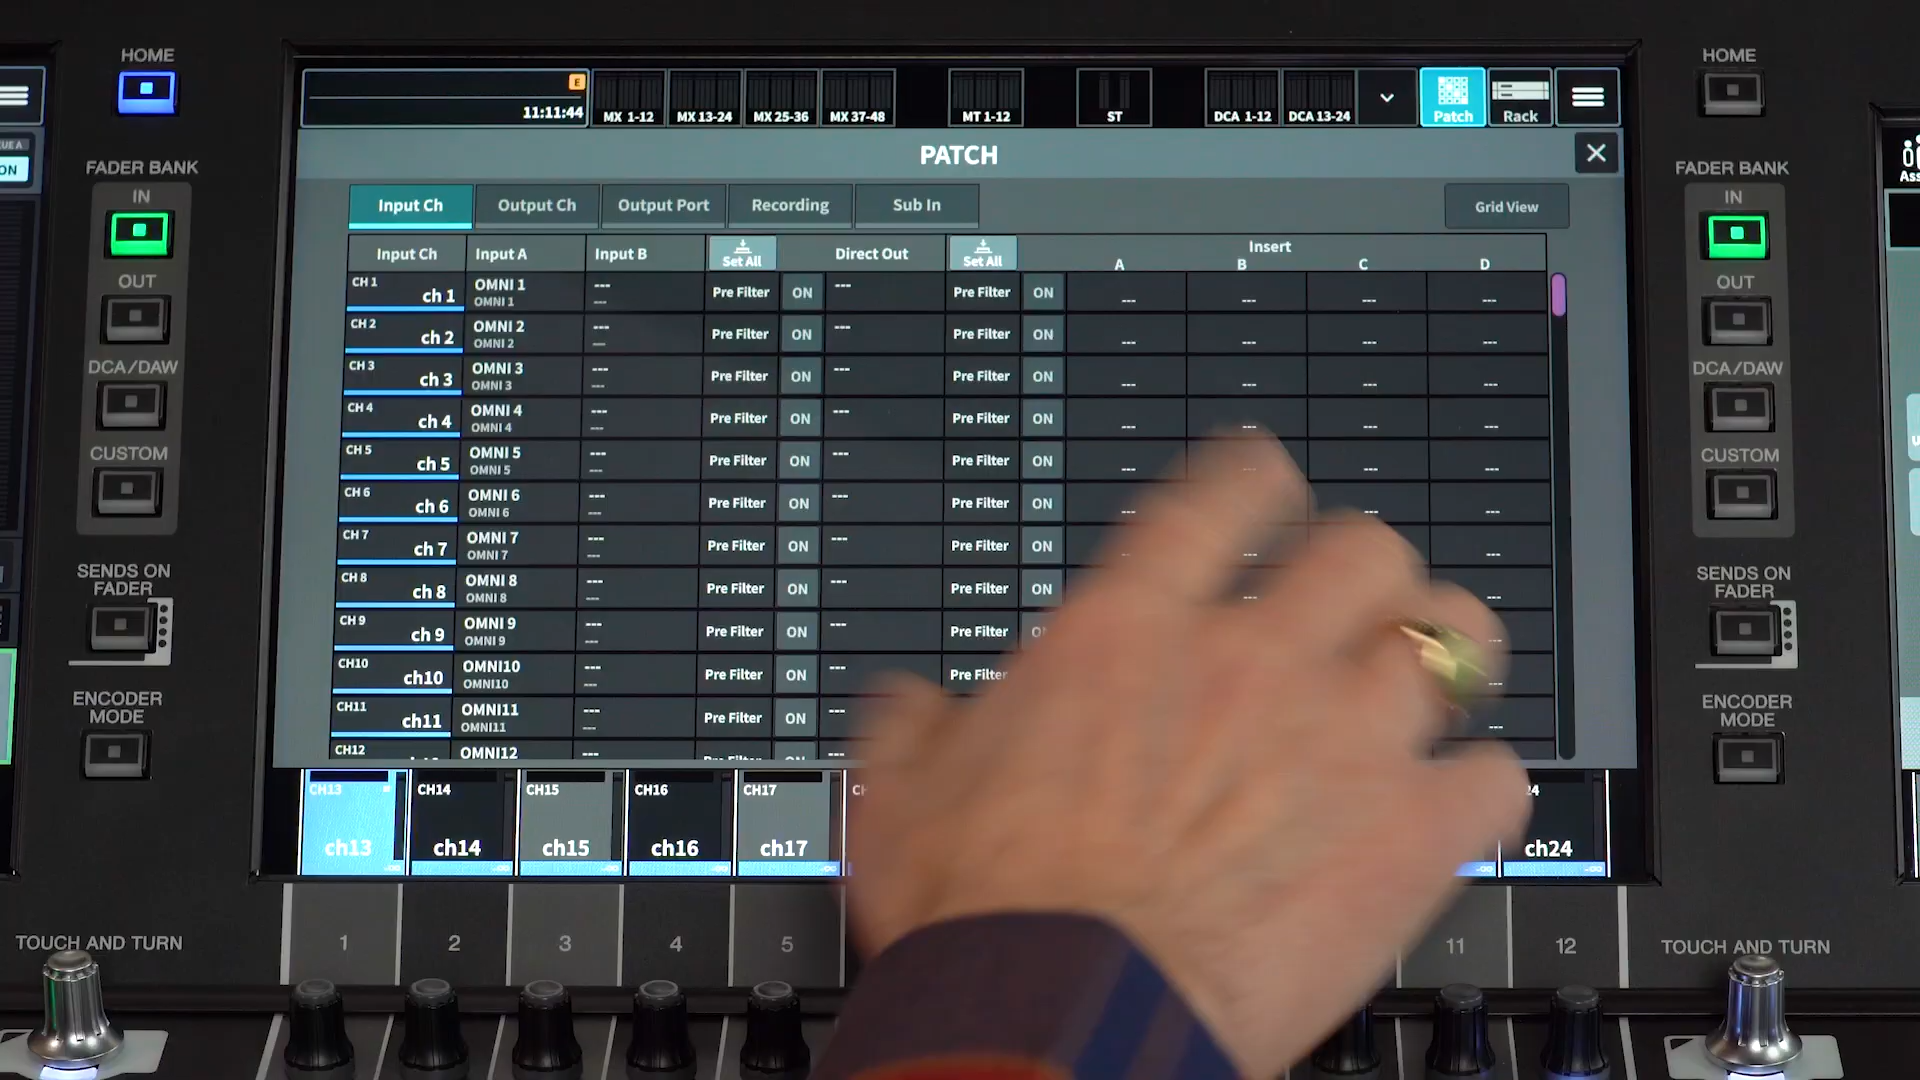 HOME
FADER BANK
IN
OUT
DCA/DAW
CUSTOM
SENDS ON
FADER
ENCODER
MODE
TOUCH AND TURN
ON
E
11:11:44
MX 1-12
MX 13-24
MX 25-36
MX 37-48
MT 1-12
ST
DCA 1-12
DCA 13-24
Patch
Rack
PATCH
Input Ch
Output Ch
Output Port
Recording
Sub In
Grid View
Input Ch
Input A
Input B
Set All
Direct Out
Set All
Insert
A B C D
CH 1 ch 1 OMNI 1 OMNI 1 --- --- Pre Filter ON --- Pre Filter ON --- --- --- ---
CH 2 ch 2 OMNI 2 OMNI 2 --- --- Pre Filter ON --- Pre Filter ON --- --- --- ---
CH 3 ch 3 OMNI 3 OMNI 3 --- --- Pre Filter ON --- Pre Filter ON --- --- --- ---
CH 4 ch 4 OMNI 4 OMNI 4 --- --- Pre Filter ON --- Pre Filter ON --- --- --- ---
CH 5 ch 5 OMNI 5 OMNI 5 --- --- Pre Filter ON --- Pre Filter ON --- --- --- ---
CH 6 ch 6 OMNI 6 OMNI 6 --- --- Pre Filter ON --- Pre Filter ON --- ---
CH 7 ch 7 OMNI 7 OMNI 7 --- --- Pre Filter ON --- Pre Filter ON --- --- ---
CH 8 ch 8 OMNI 8 OMNI 8 --- --- Pre Filter ON --- Pre Filter ON --- ---
CH 9 ch 9 OMNI 9 OMNI 9 --- --- Pre Filter ON --- Pre Filter ---
CH10 ch10 OMNI10 OMNI10 --- --- Pre Filter ON --- Pre Filter ---
CH11 ch11 OMNI11 OMNI11 --- --- Pre Filter ON --- ---
CH12 OMNI12 --- Pre Filter ON
CH13 ch13
CH14 ch14
CH15 ch15
CH16 ch16
CH17 ch17
ch24
1 2 3 4 5 11 12
HOME
FADER BANK
IN
OUT
DCA/DAW
CUSTOM
SENDS ON
FADER
ENCODER
MODE
TOUCH AND TURN